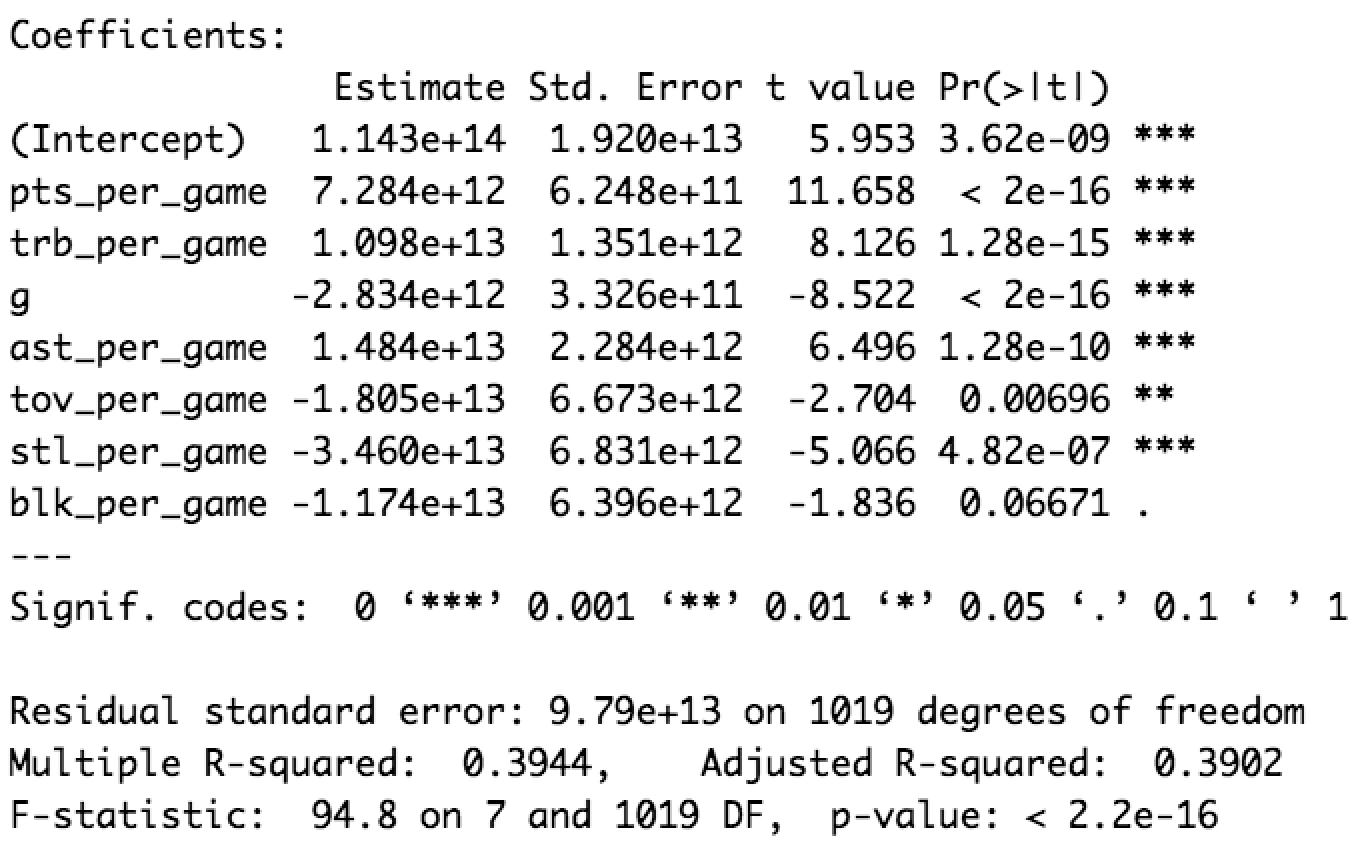 Coefficients:
               Estimate Std. Error t value Pr(>|t|)
(Intercept)   1.143e+14  1.920e+13   5.953 3.62e-09 ***
pts_per_game  7.284e+12  6.248e+11  11.658  < 2e-16 ***
trb_per_game  1.098e+13  1.351e+12   8.126 1.28e-15 ***
g            -2.834e+12  3.326e+11  -8.522  < 2e-16 ***
ast_per_game  1.484e+13  2.284e+12   6.496 1.28e-10 ***
tov_per_game -1.805e+13  6.673e+12  -2.704  0.00696 **
stl_per_game -3.460e+13  6.831e+12  -5.066 4.82e-07 ***
blk_per_game -1.174e+13  6.396e+12  -1.836  0.06671 .
---
Signif. codes:  0 ‘***’ 0.001 ‘**’ 0.01 ‘*’ 0.05 ‘.’ 0.1 ‘ ’ 1
Residual standard error: 9.79e+13 on 1019 degrees of freedom
Multiple R-squared:  0.3944,    Adjusted R-squared:  0.3902
F-statistic:  94.8 on 7 and 1019 DF,  p-value: < 2.2e-16